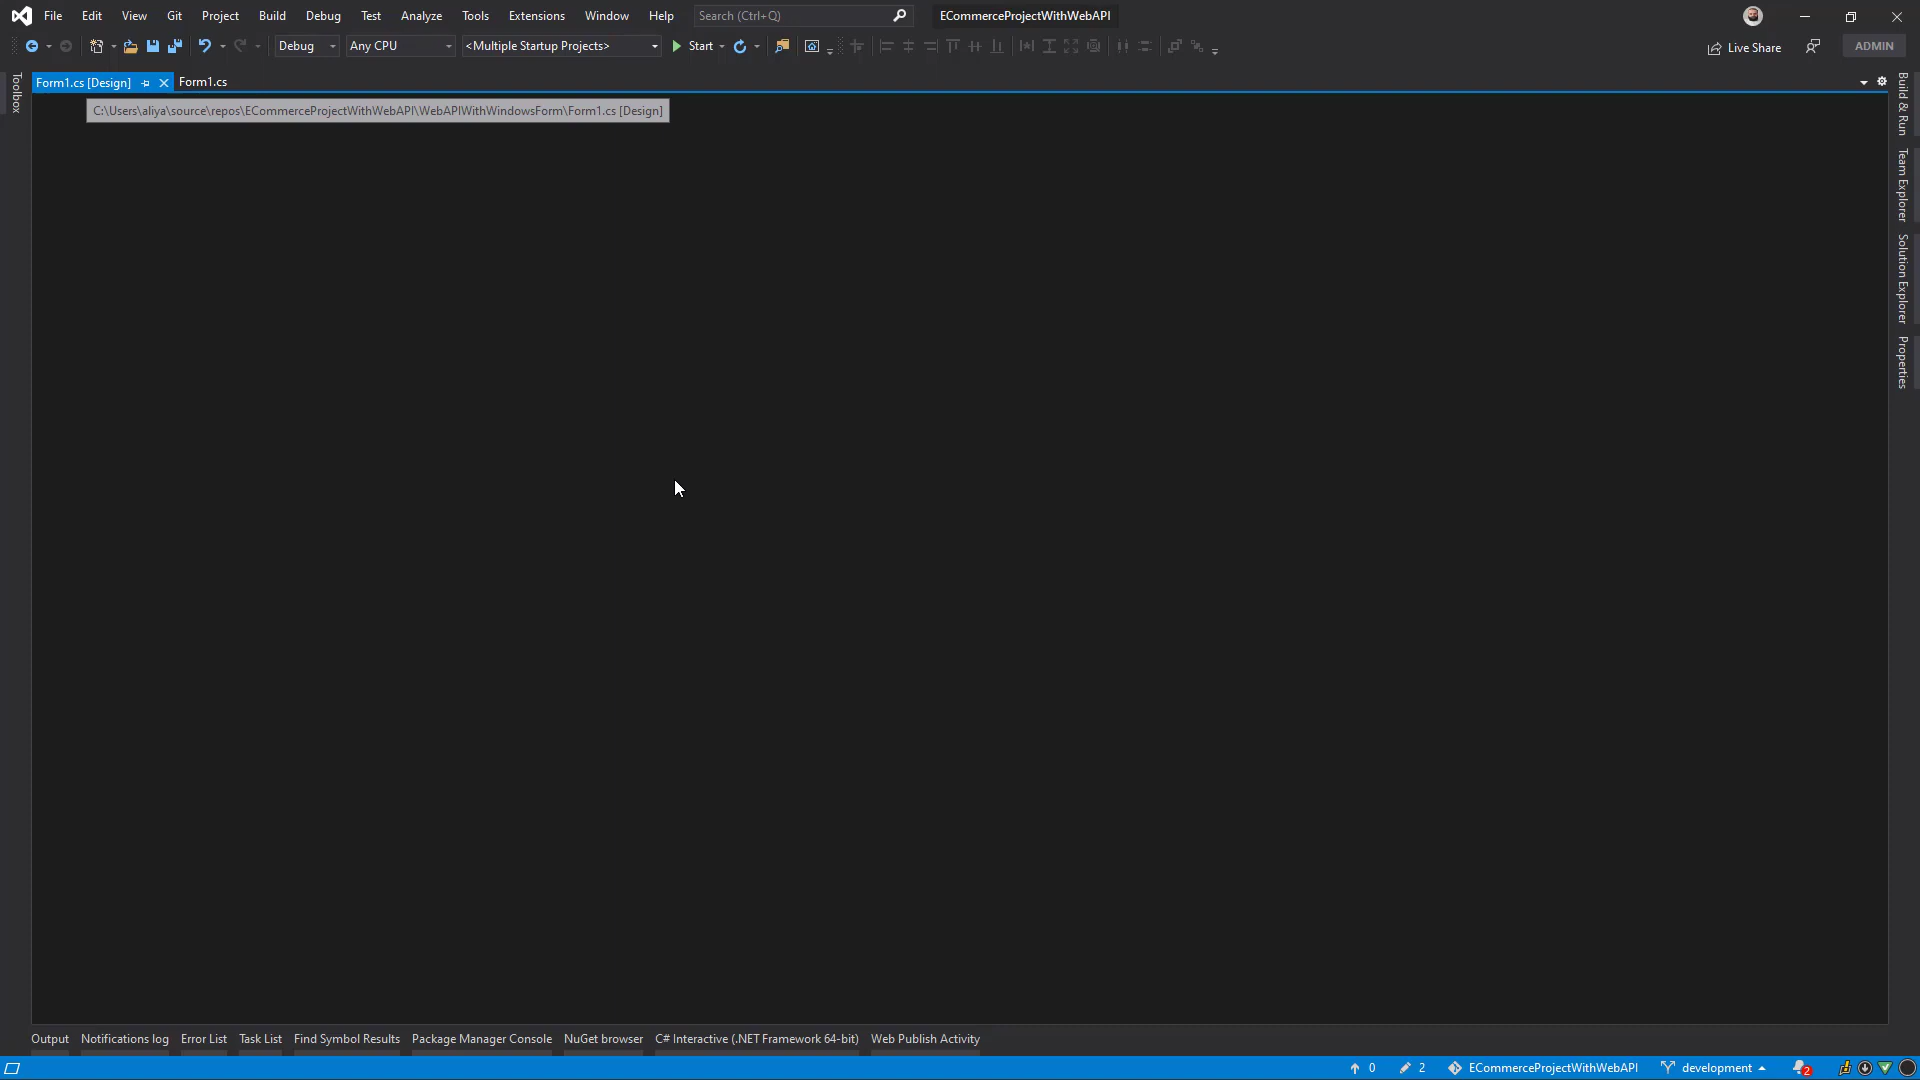 File Edit View Git Project Build Debug Test Analyze Tools Extensions Window Help Search (Ctrl+Q) ECommerceProjectWithWebAPI
Debug Any CPU <Multiple Startup Projects> Start Live Share ADMIN
Form1.cs [Design] Form1.cs
C:\Users\aliya\source\repos\ECommerceProjectWithWebAPI\WebAPIWithWindowsForm\Form1.cs [Design]
Toolbox
Build & Run
Team Explorer
Solution Explorer
Properties
Output Notifications log Error List Task List Find Symbol Results Package Manager Console NuGet browser C# Interactive (.NET Framework 64-bit) Web Publish Activity
0 2 ECommerceProjectWithWebAPI development 2